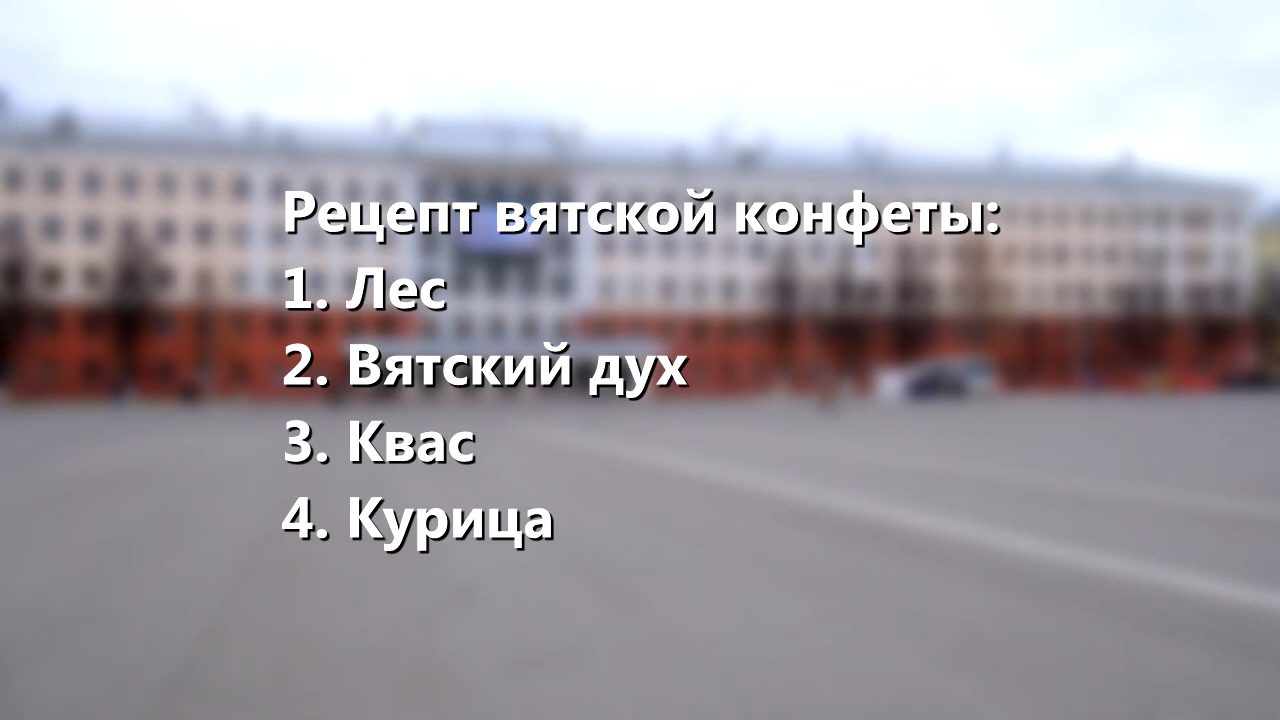 Рецепт вятской конфеты:
1. Лес
2. Вятский дух
3. Квас
4. Курица